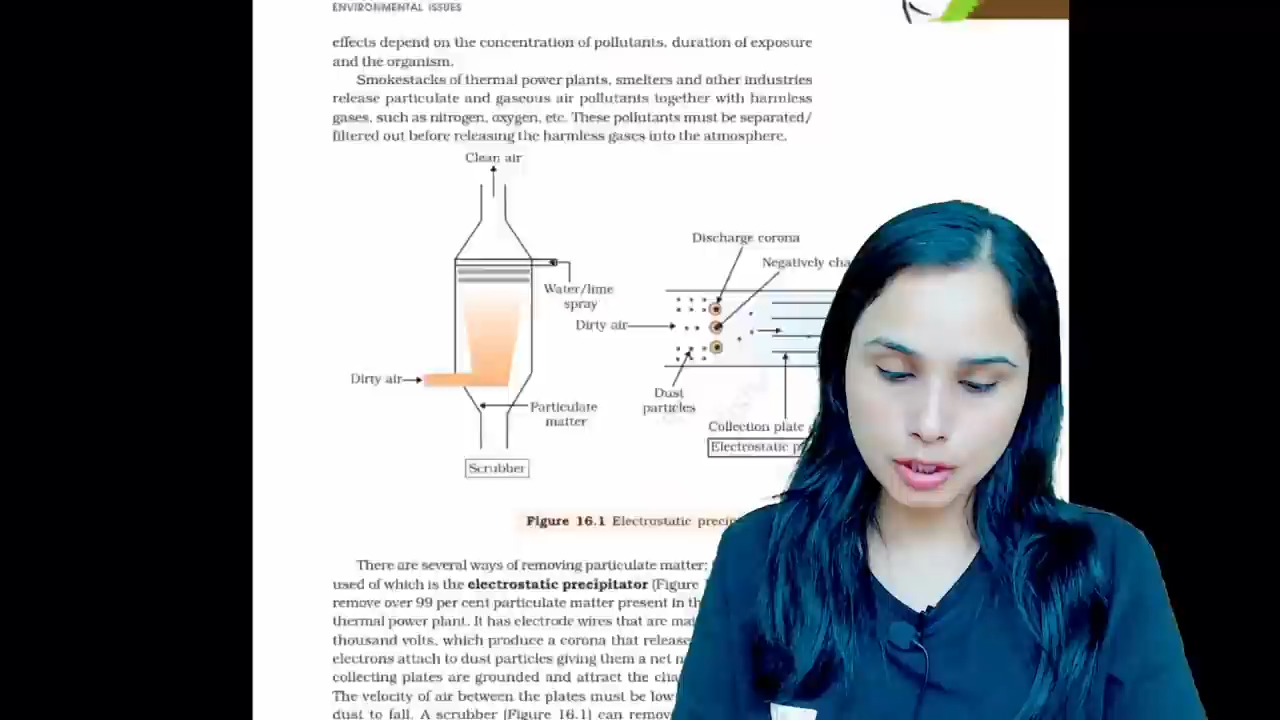 ENVIRONMENTAL ISSUES
effects depend on the concentration of pollutants, duration of exposure
and the organism.
Smokestacks of thermal power plants, smelters and other industries
release particulate and gaseous air pollutants together with harmless
gases, such as nitrogen, oxygen, etc. These pollutants must be separated/
filtered out before releasing the harmless gases into the atmosphere.
Clean air
Discharge corona
Negatively cha
Water/lime
spray
Dirty air
Dirty air
Dust
particles
Particulate
matter
Collection plate
Electrostatic p
Scrubber
Figure 16.1 Electrostatic precip
There are several ways of removing particulate matter;
used of which is the electrostatic precipitator (Figure
remove over 99 per cent particulate matter present in th
thermal power plant. It has electrode wires that are mai
thousand volts, which produce a corona that release
electrons attach to dust particles giving them a net n
collecting plates are grounded and attract the cha
The velocity of air between the plates must be low
dust to fall. A scrubber (Figure 16.1) can remov